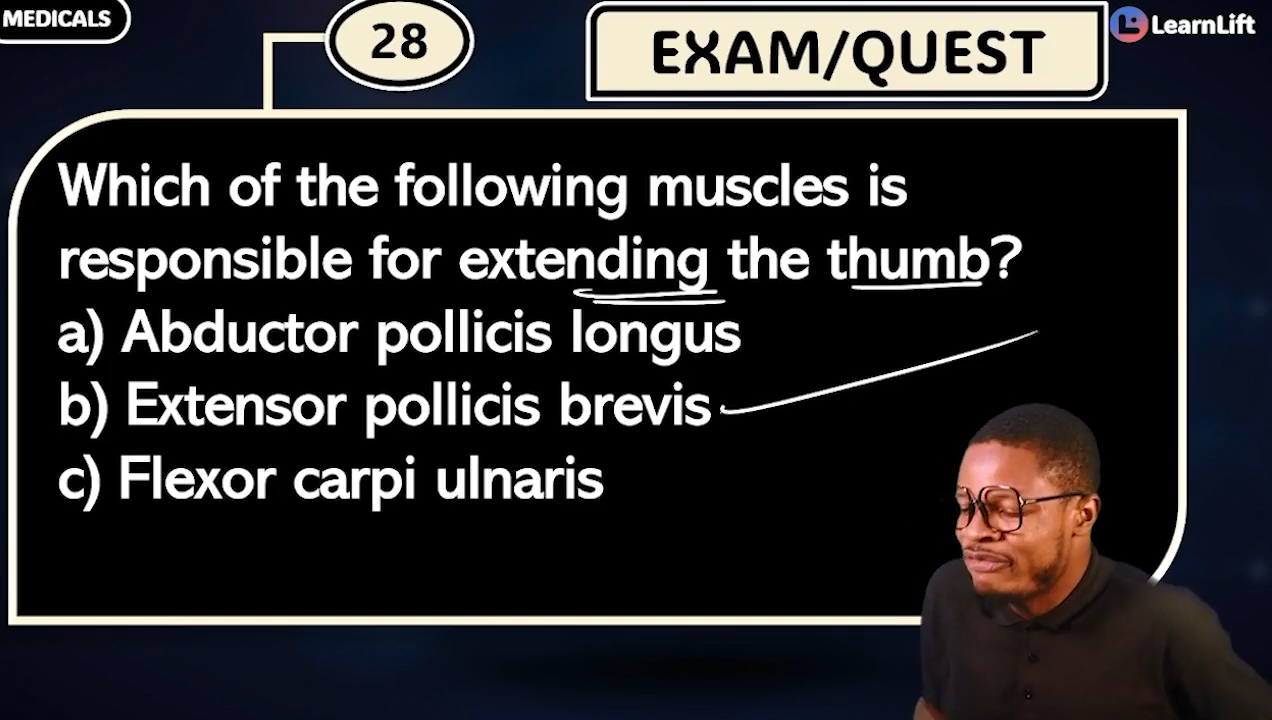 MEDICALS
28
EXAM/QUEST
LearnLift
Which of the following muscles is
responsible for extending the thumb?
a) Abductor pollicis longus
b) Extensor pollicis brevis
c) Flexor carpi ulnaris